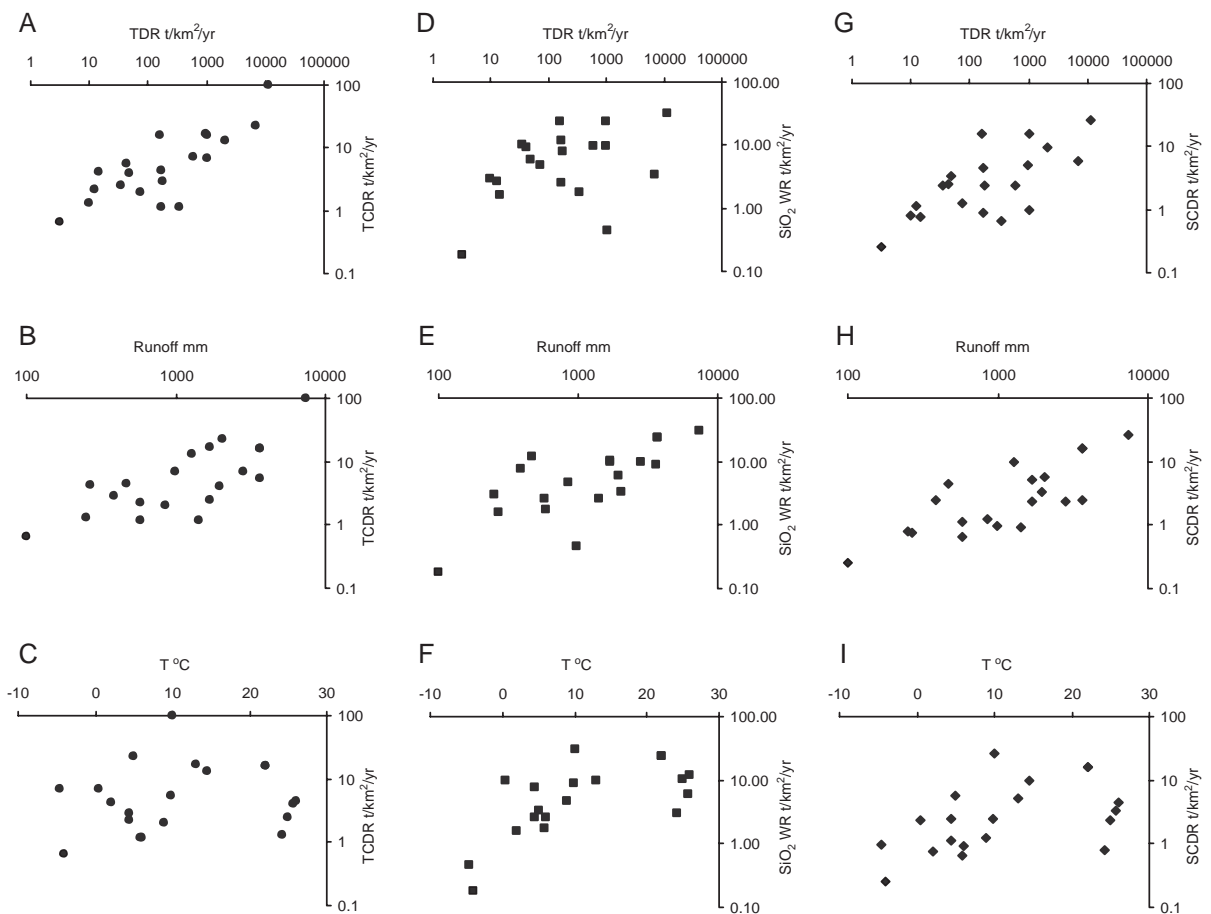 A
TDR t/km²/yr
1 10 100 1000 10000 100000
100
10
1
0.1
TCDR t/km²/yr
D
TDR t/km²/yr
1 10 100 1000 10000 100000
100.00
10.00
1.00
0.10
SiO₂ WR t/km²/yr
G
TDR t/km²/yr
1 10 100 1000 10000 100000
100
10
1
0.1
SCDR t/km²/yr
B
Runoff mm
100 1000 10000
100
10
1
0.1
TCDR t/km²/yr
E
Runoff mm
100 1000 10000
100.00
10.00
1.00
0.10
SiO₂ WR t/km²/yr
H
Runoff mm
100 1000 10000
100
10
1
0.1
SCDR t/km²/yr
C
T °C
-10 0 10 20 30
100
10
1
0.1
TCDR t/km²/yr
F
T °C
-10 0 10 20 30
100.00
10.00
1.00
0.10
SiO₂ WR t/km²/yr
I
T °C
-10 0 10 20 30
100
10
1
0.1
SCDR t/km²/yr